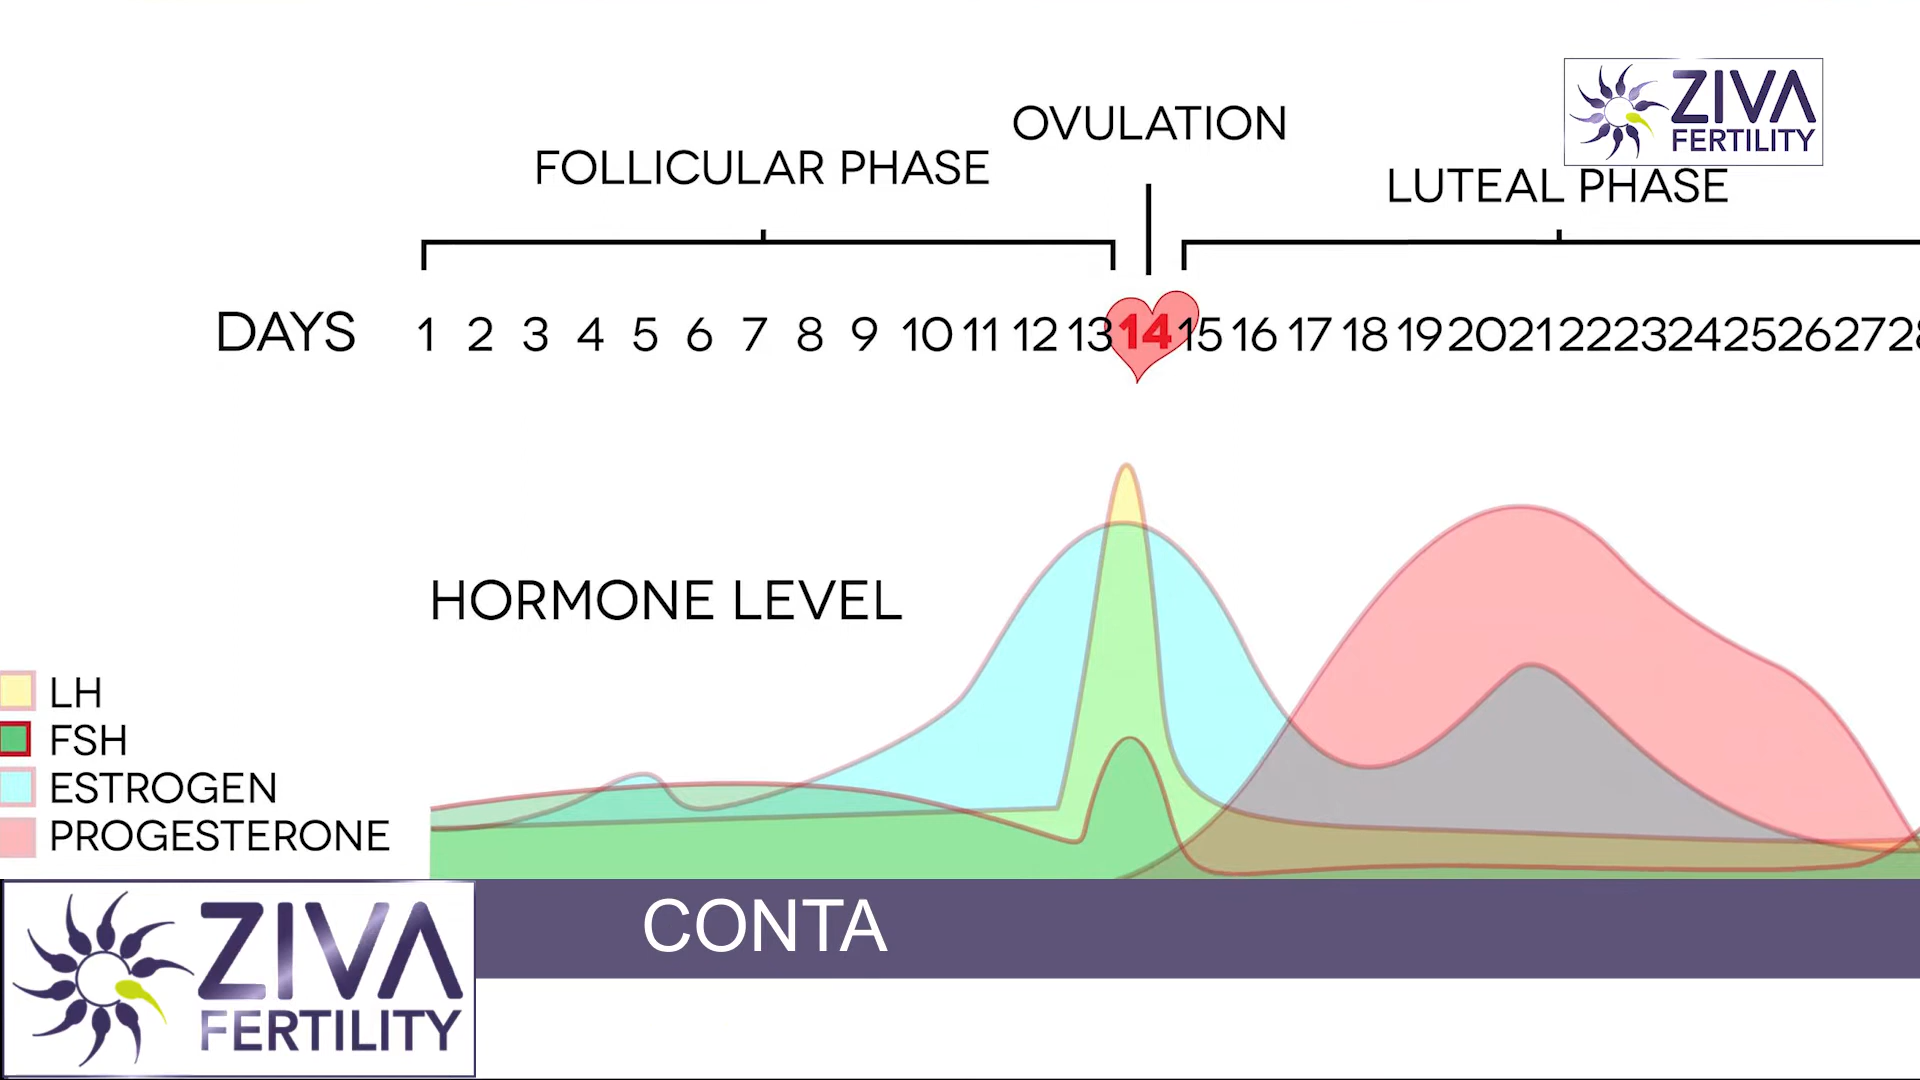 ZIVA
FERTILITY
OVULATION
FOLLICULAR PHASE
LUTEAL PHASE
DAYS 1 2 3 4 5 6 7 8 9 10 11 12 13 14 15 16 17 18 19 20 21 22 23 24 25 26 27 28
HORMONE LEVEL
LH
FSH
ESTROGEN
PROGESTERONE
CONTA
ZIVA
FERTILITY